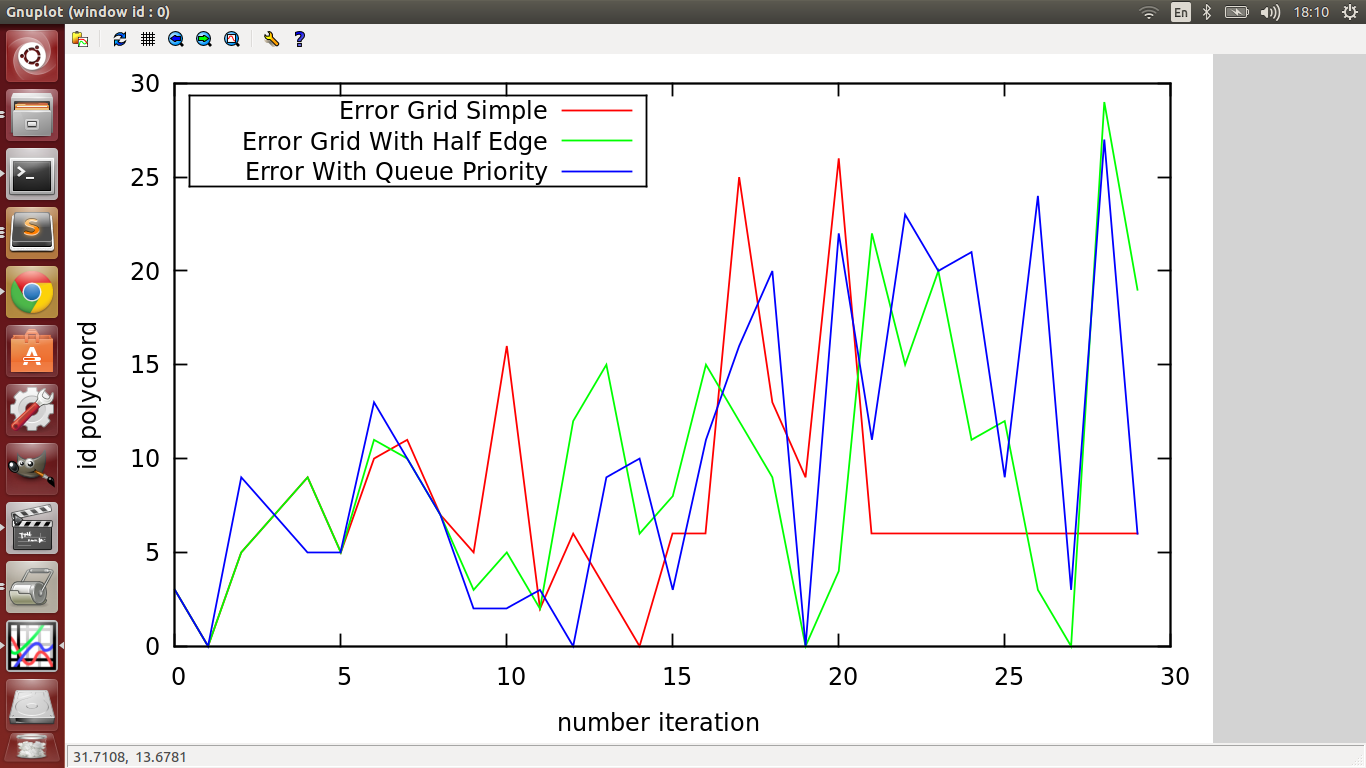 Gnuplot (window id : 0)
En
18:10
30
25
20
15
10
5
0
Error Grid Simple
Error Grid With Half Edge
Error With Queue Priority
id polychord
0 5 10 15 20 25 30
number iteration
31.7108, 13.6781